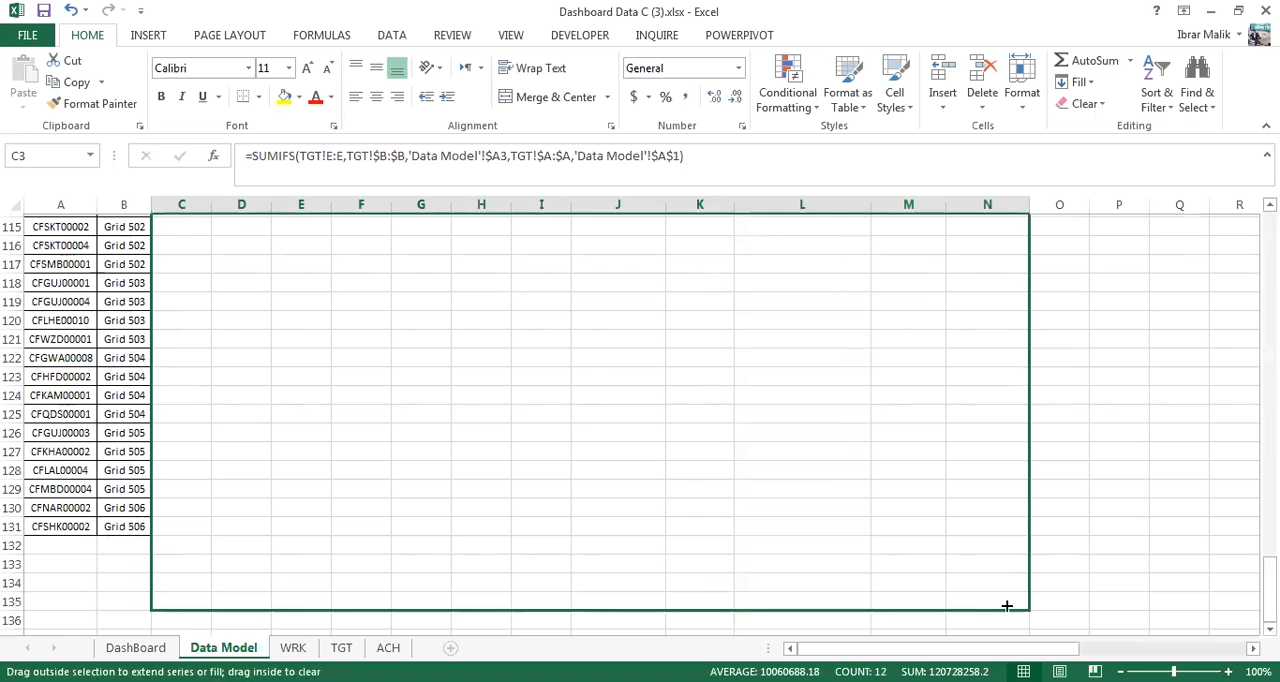 Dashboard Data C (3).xlsx - Excel
FILE HOME INSERT PAGE LAYOUT FORMULAS DATA REVIEW VIEW DEVELOPER INQUIRE POWERPIVOT Ibrar Malik
Cut
Copy
Format Painter
Paste
Clipboard
Calibri 11
B I U
Font
Wrap Text
Merge & Center
Alignment
General
$ % ,
Number
Conditional Formatting
Format as Table
Cell Styles
Styles
Insert Delete Format
Cells
AutoSum
Fill
Clear
Sort & Filter
Find & Select
Editing
C3 fx =SUMIFS(TGT!E:E,TGT!$B:$B,'Data Model'!$A3,TGT!$A:$A,'Data Model'!$A$1)
A B C D E F G H I J K L M N O P Q R
115 CFSKT00002 Grid 502
116 CFSKT00004 Grid 502
117 CFSMB00001 Grid 502
118 CFGUJ00001 Grid 503
119 CFGUJ00004 Grid 503
120 CFLHE00010 Grid 503
121 CFWZD00001 Grid 503
122 CFGWA00008 Grid 504
123 CFHFD00002 Grid 504
124 CFKAM00001 Grid 504
125 CFQDS00001 Grid 504
126 CFGUJ00003 Grid 505
127 CFKHA00002 Grid 505
128 CFLAL00004 Grid 505
129 CFMBD00004 Grid 505
130 CFNAR00002 Grid 506
131 CFSHK00002 Grid 506
132
133
134
135
136
DashBoard Data Model WRK TGT ACH
Drag outside selection to extend series or fill; drag inside to clear AVERAGE: 10060688.18 COUNT: 12 SUM: 120728258.2 100%